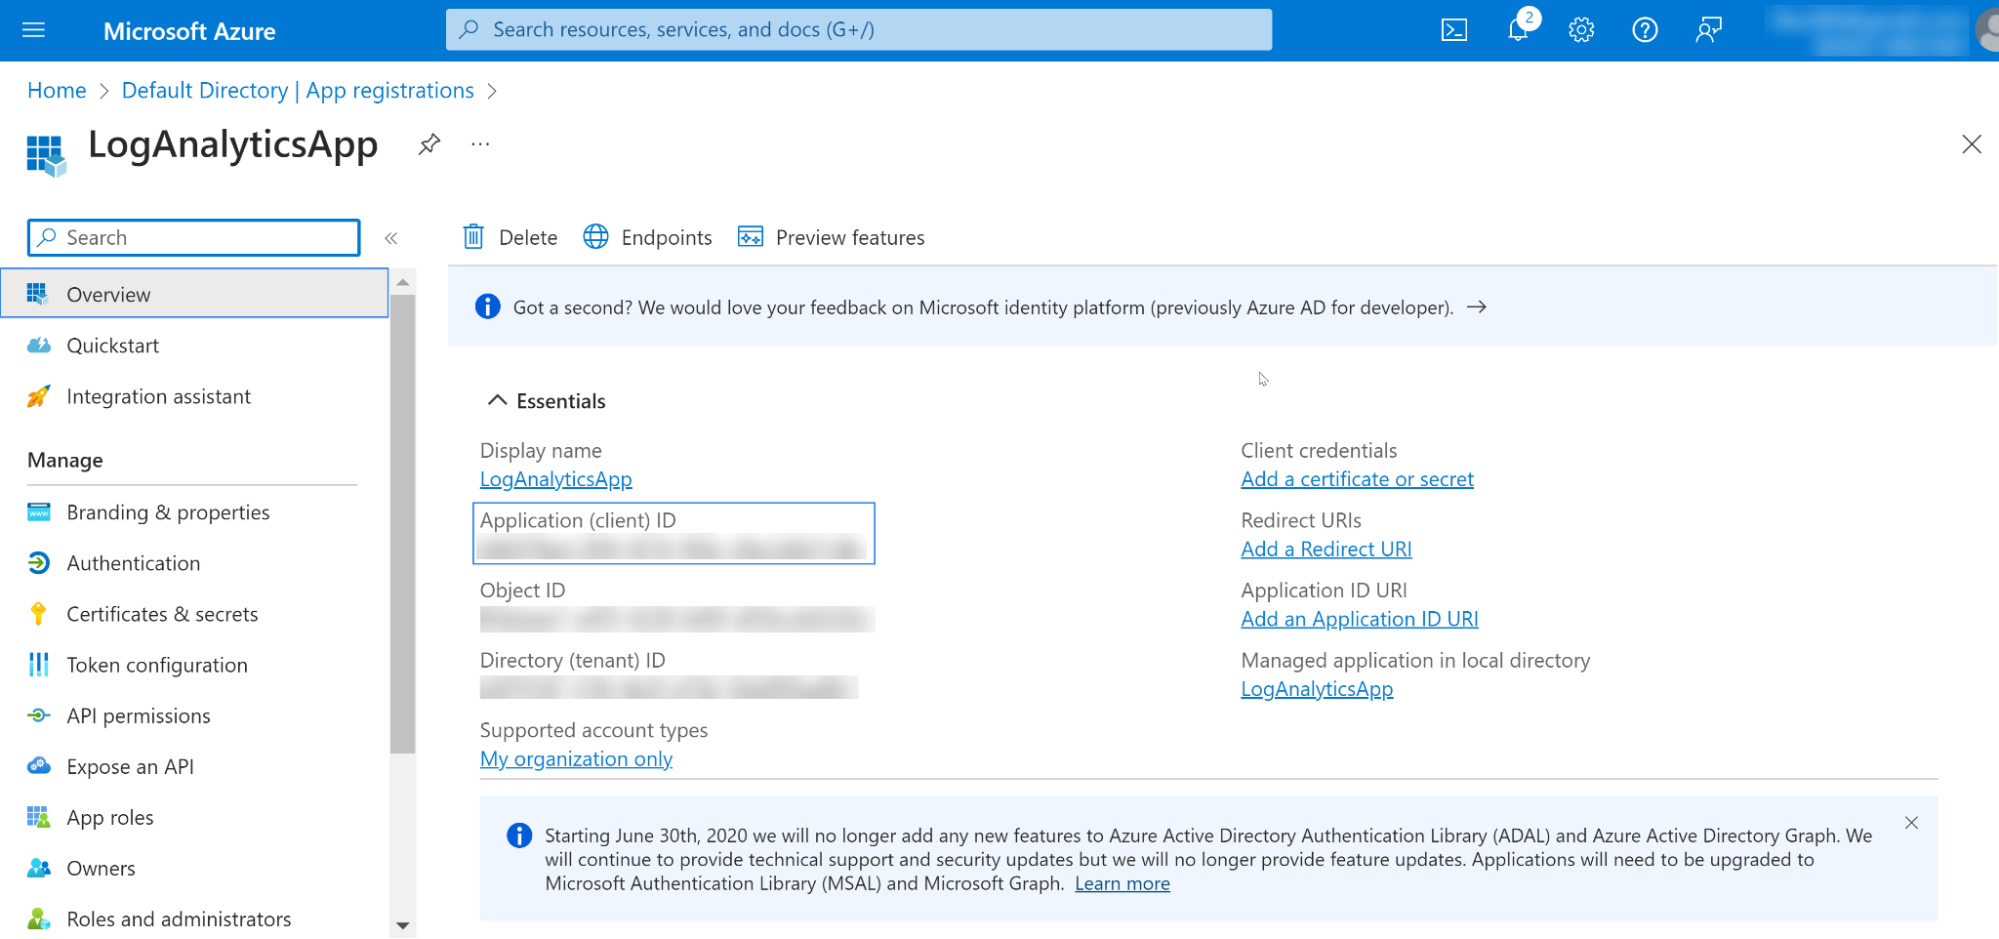 Microsoft Azure
Search resources, services, and docs (G+/)
2
Home > Default Directory | App registrations >
LogAnalyticsApp
...
Search
«
Delete
Endpoints
Preview features
Overview
Got a second? We would love your feedback on Microsoft identity platform (previously Azure AD for developer). →
Quickstart
Integration assistant
Essentials
Manage
Display name
LogAnalyticsApp
Client credentials
Add a certificate or secret
Branding & properties
Application (client) ID
Redirect URIs
Add a Redirect URI
Authentication
Object ID
Application ID URI
Add an Application ID URI
Certificates & secrets
Token configuration
Directory (tenant) ID
Managed application in local directory
LogAnalyticsApp
API permissions
Supported account types
My organization only
Expose an API
App roles
Owners
Roles and administrators
Starting June 30th, 2020 we will no longer add any new features to Azure Active Directory Authentication Library (ADAL) and Azure Active Directory Graph. We
will continue to provide technical support and security updates but we will no longer provide feature updates. Applications will need to be upgraded to
Microsoft Authentication Library (MSAL) and Microsoft Graph. Learn more